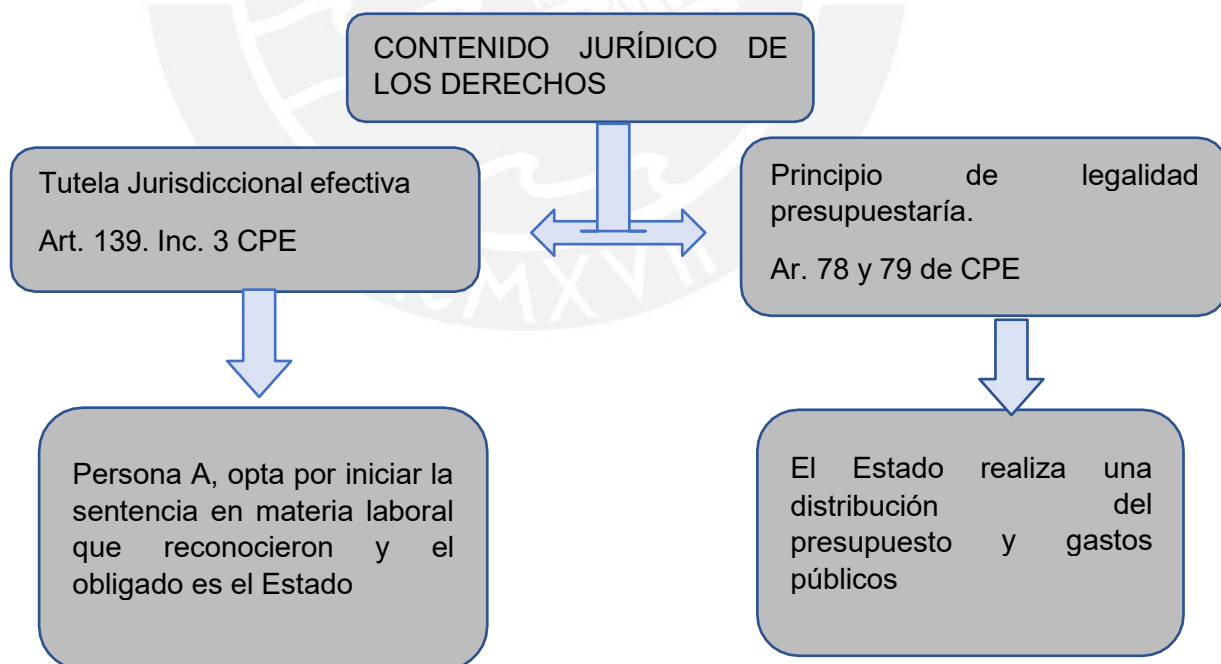 CONTENIDO JURÍDICO DE
LOS DERECHOS
Tutela Jurisdiccional efectiva
Art. 139. Inc. 3 CPE
Principio de legalidad
presupuestaría.
Ar. 78 y 79 de CPE
Persona A, opta por iniciar la
sentencia en materia laboral
que reconocieron y el
obligado es el Estado
El Estado realiza una
distribución del
presupuesto y gastos
públicos
MXVII